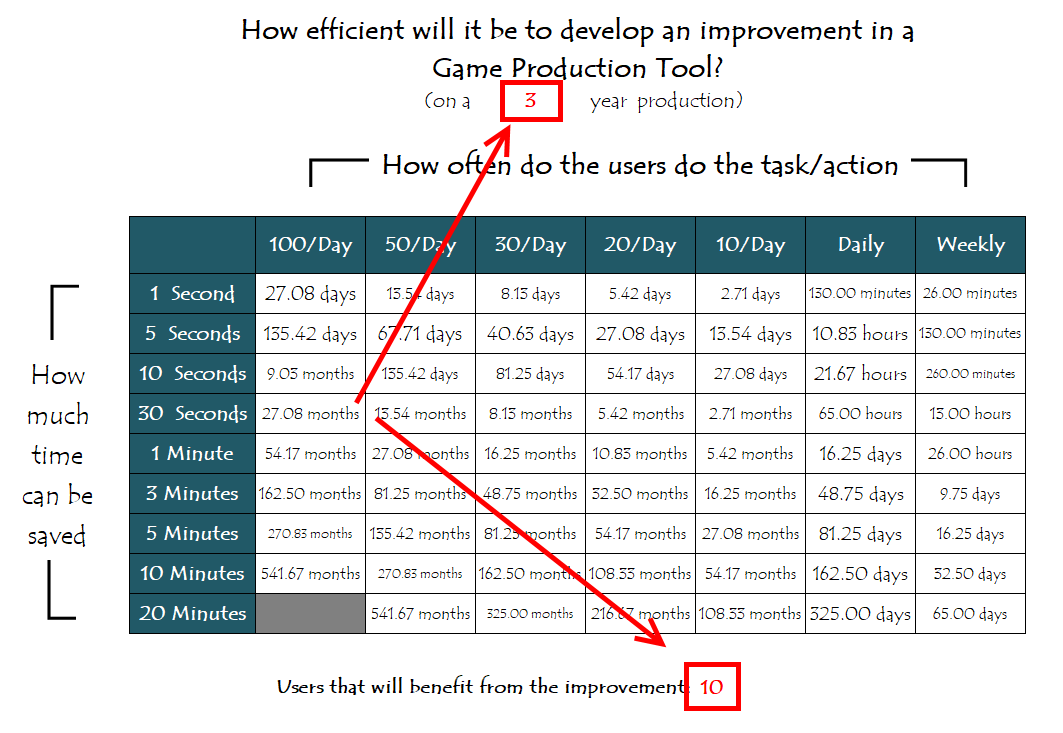 How efficient will it be to develop an improvement in a
Game Production Tool?
(on a 3 year production)
How often do the users do the task/action
100/Day 50/Day 30/Day 20/Day 10/Day Daily Weekly
1 Second 27.08 days 13.54 days 8.13 days 5.42 days 2.71 days 130.00 minutes 26.00 minutes
5 Seconds 135.42 days 67.71 days 40.63 days 27.08 days 13.54 days 10.83 hours 130.00 minutes
10 Seconds 9.03 months 135.42 days 81.25 days 54.17 days 27.08 days 21.67 hours 260.00 minutes
30 Seconds 27.08 months 13.54 months 8.13 months 5.42 months 2.71 months 65.00 hours 13.00 hours
1 Minute 54.17 months 27.08 months 16.25 months 10.83 months 5.42 months 16.25 days 26.00 hours
3 Minutes 162.50 months 81.25 months 48.75 months 32.50 months 16.25 months 48.75 days 9.75 days
5 Minutes 270.83 months 135.42 months 81.25 months 54.17 months 27.08 months 81.25 days 16.25 days
10 Minutes 541.67 months 270.83 months 162.50 months 108.33 months 54.17 months 162.50 days 32.50 days
20 Minutes 541.67 months 325.00 months 216.67 months 108.33 months 325.00 days 65.00 days
How
much
time
can be
saved
Users that will benefit from the improvement: 10